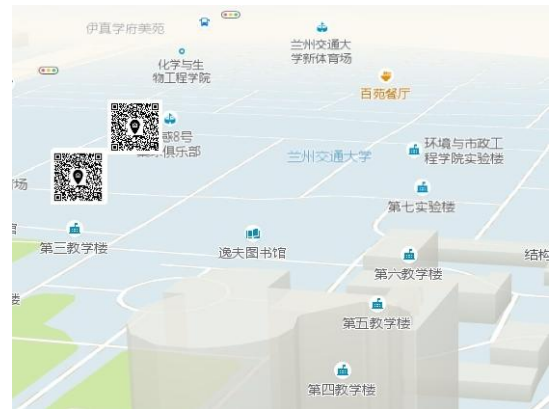 伊真学府美苑
兰州交通大
学新体育场
化学与生
物工程学院
百苑餐厅
8号
俱乐部
兰州交通大学
环境与市政工
程学院实验楼
场
第七实验楼
第三教学楼
逸夫图书馆
第六教学楼
结构
楼
第五教学楼
第四教学楼